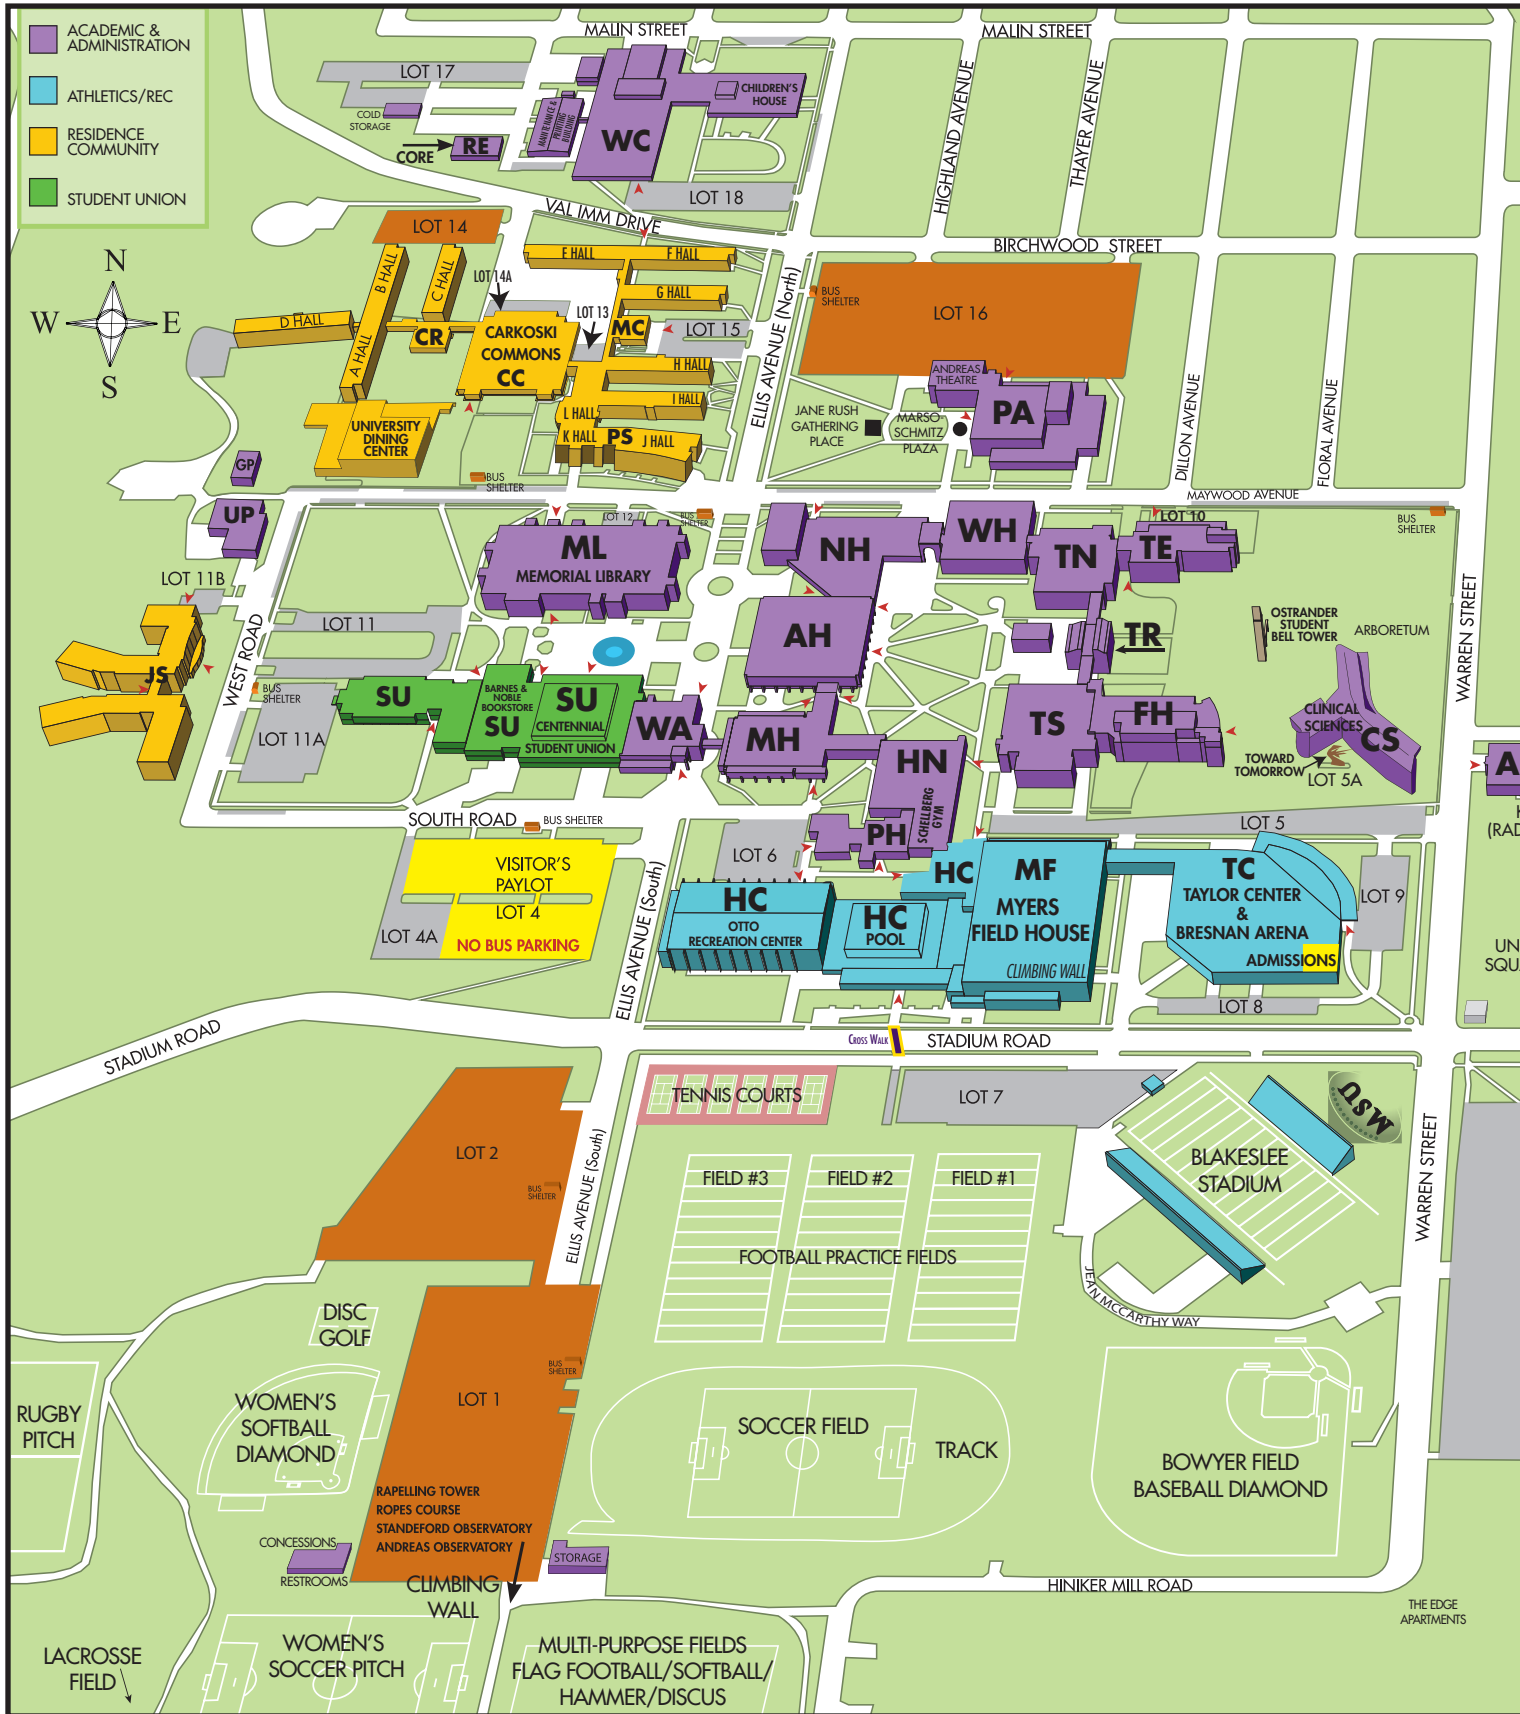 ACADEMIC &
ADMINISTRATION
ATHLETICS/REC
RESIDENCE
COMMUNITY
STUDENT UNION
N
W
E
S
MALIN STREET
MALIN STREET
LOT 17
COLD
STORAGE
CORE
RE
MAINTENANCE &
PRINTING
BUILDING
WC
CHILDREN'S
HOUSE
LOT 18
HIGHLAND AVENUE
THAYER AVENUE
VAL IMM DRIVE
BIRCHWOOD STREET
LOT 14
B HALL
C HALL
LOT 14A
E HALL
F HALL
G HALL
LOT 13
MC
LOT 15
D HALL
A HALL
CR
CARKOSKI
COMMONS
CC
H HALL
I HALL
L HALL
K HALL
PS
J HALL
UNIVERSITY
DINING
CENTER
ELLIS AVENUE (North)
BUS
SHELTER
LOT 16
ANDREAS
THEATRE
PA
JANE RUSH
GATHERING
PLACE
MARSO
SCHMITZ
PLAZA
DILLON AVENUE
FLORAL AVENUE
GP
UP
BUS
SHELTER
MAYWOOD AVENUE
LOT 12
BUS
SHELTER
LOT 10
BUS
SHELTER
ML
MEMORIAL LIBRARY
NH
WH
TN
TE
LOT 11B
LOT 11
JS
WEST ROAD
BUS
SHELTER
LOT 11A
AH
TR
OSTRANDER
STUDENT
BELL TOWER
ARBORETUM
WARREN STREET
SU
BARNES &
NOBLE
BOOKSTORE
SU
SU
CENTENNIAL
STUDENT UNION
WA
MH
HN
SCHELLBERG
GYM
TS
FH
CLINICAL
SCIENCES
CS
TOWARD
TOMORROW
LOT 5A
A
(RAD
SOUTH ROAD
BUS SHELTER
PH
LOT 5
LOT 6
VISITOR'S
PAYLOT
LOT 4
NO BUS PARKING
LOT 4A
ELLIS AVENUE (South)
HC
OTTO
RECREATION CENTER
HC
POOL
HC
MF
MYERS
FIELD HOUSE
CLIMBING WALL
TC
TAYLOR CENTER
&
BRESNAN ARENA
ADMISSIONS
LOT 9
LOT 8
UN
SQU
STADIUM ROAD
CROSS WALK
STADIUM ROAD
TENNIS COURTS
LOT 7
MSU
BLAKESLEE
STADIUM
WARREN STREET
LOT 2
BUS
SHELTER
ELLIS AVENUE (South)
FIELD #3
FIELD #2
FIELD #1
FOOTBALL PRACTICE FIELDS
JEAN MCCARTHY WAY
DISC
GOLF
BUS
SHELTER
LOT 1
RUGBY
PITCH
WOMEN'S
SOFTBALL
DIAMOND
SOCCER FIELD
TRACK
BOWYER FIELD
BASEBALL DIAMOND
RAPELLING TOWER
ROPES COURSE
STANDEFORD OBSERVATORY
ANDREAS OBSERVATORY
CONCESSIONS
RESTROOMS
STORAGE
CLIMBING
WALL
HINIKER MILL ROAD
THE EDGE
APARTMENTS
LACROSSE
FIELD
WOMEN'S
SOCCER PITCH
MULTI-PURPOSE FIELDS
FLAG FOOTBALL/SOFTBALL/
HAMMER/DISCUS